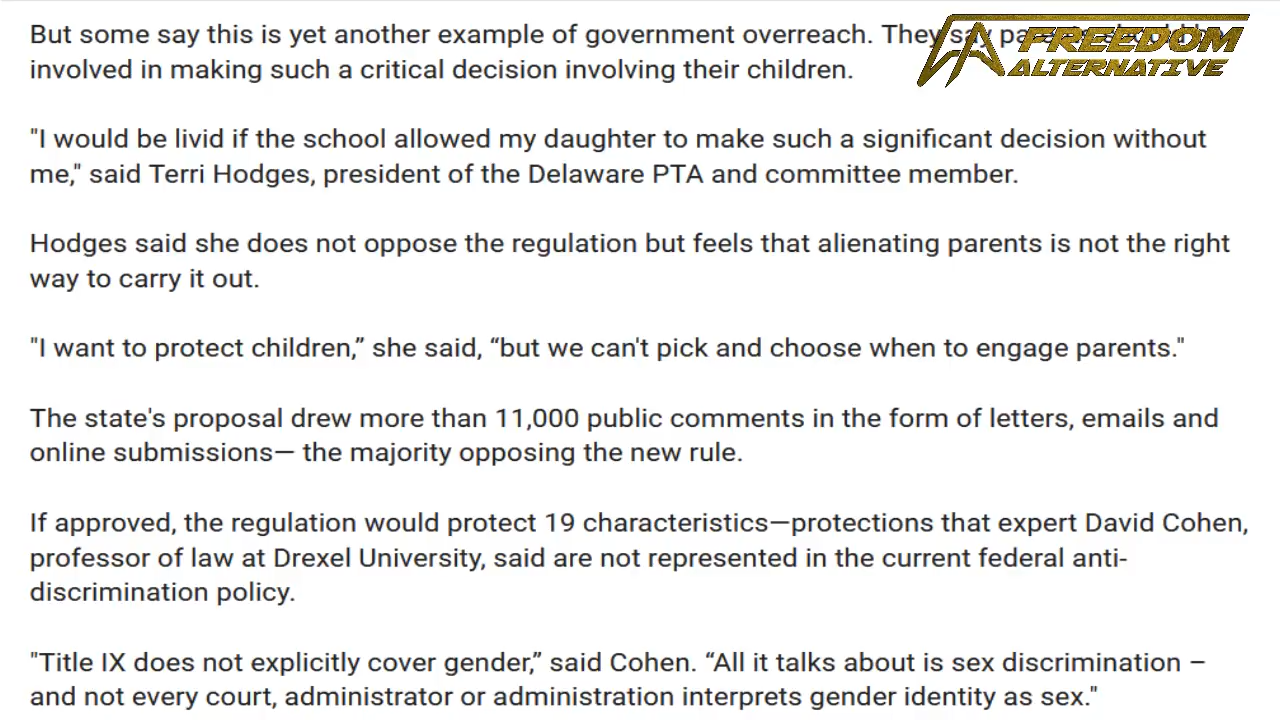 But some say this is yet another example of government overreach. They say
involved in making such a critical decision involving their children.
"I would be livid if the school allowed my daughter to make such a significant decision without
me," said Terri Hodges, president of the Delaware PTA and committee member.
Hodges said she does not oppose the regulation but feels that alienating parents is not the right
way to carry it out.
"I want to protect children,” she said, “but we can't pick and choose when to engage parents."
The state's proposal drew more than 11,000 public comments in the form of letters, emails and
online submissions— the majority opposing the new rule.
If approved, the regulation would protect 19 characteristics—protections that expert David Cohen,
professor of law at Drexel University, said are not represented in the current federal anti-
discrimination policy.
"Title IX does not explicitly cover gender,” said Cohen. “All it talks about is sex discrimination –
and not every court, administrator or administration interprets gender identity as sex."
FA FREEDOM
ALTERNATIVE